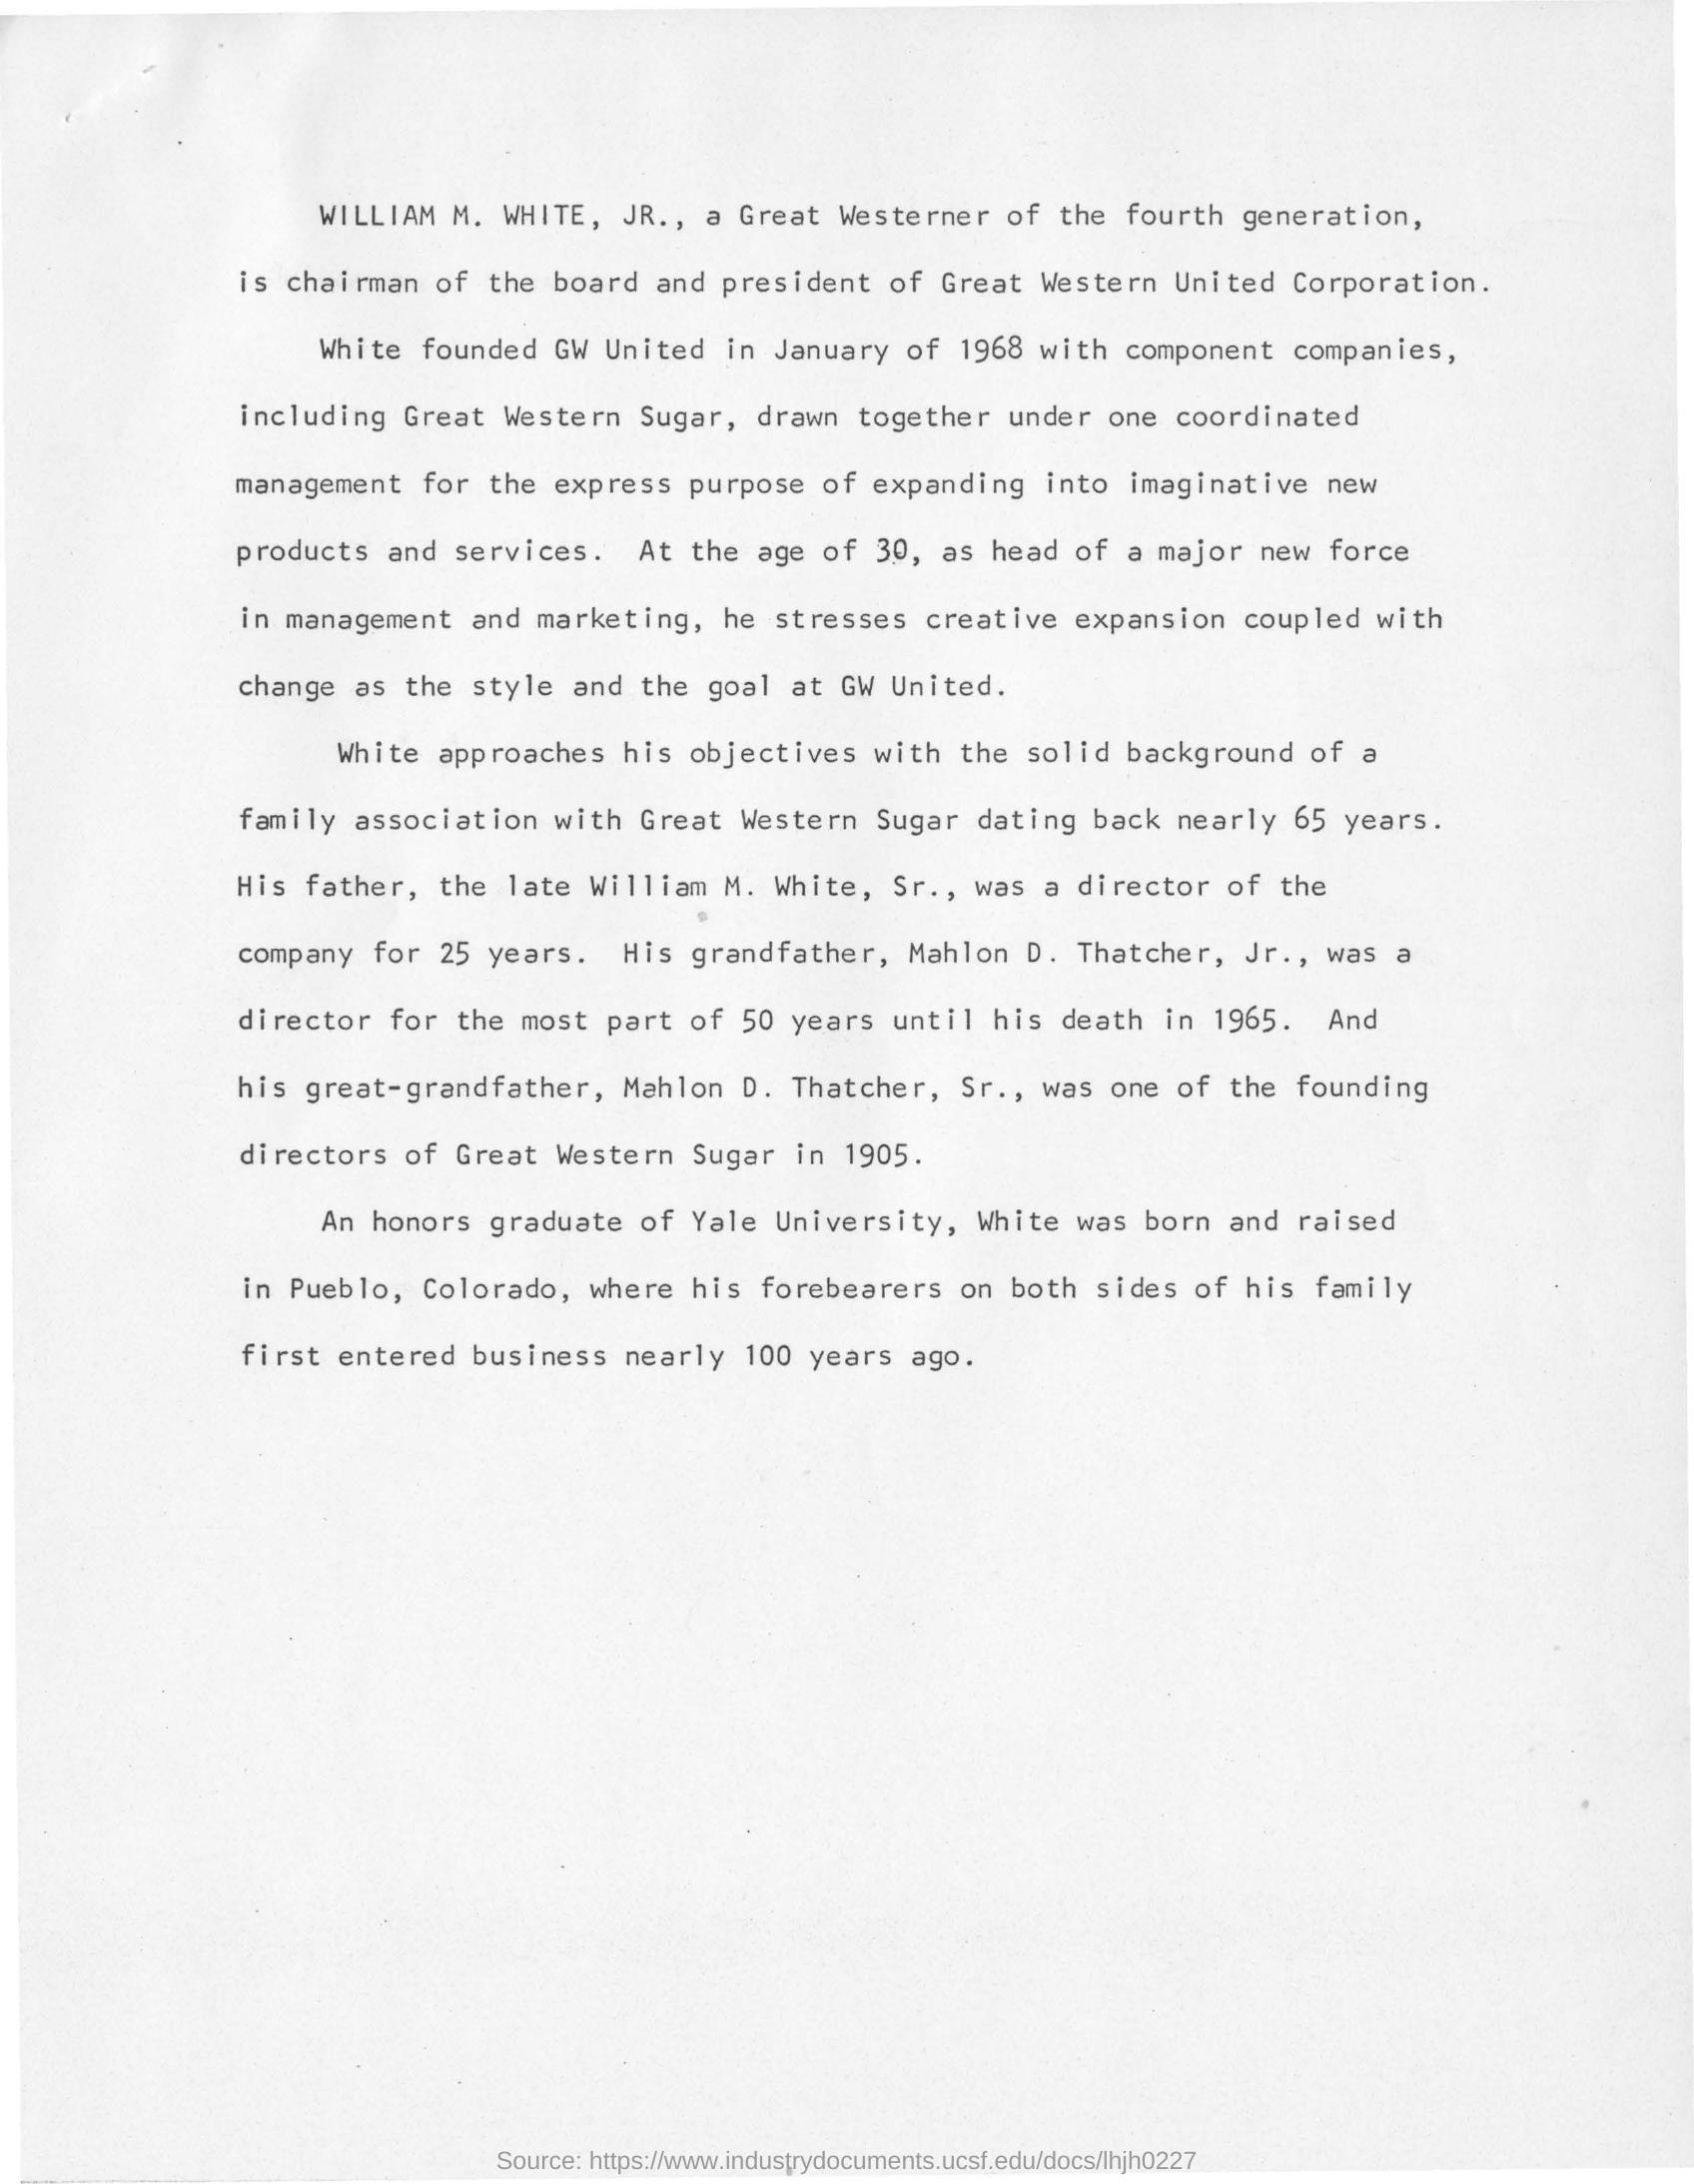 WILLIAM M. WHITE, JR., a Great Westerner of the fourth generation,
is chairman of the board and president of Great Western United Corporation.
White founded GW United in January of 1968 with component companies,
including Great Western Sugar, drawn together under one coordinated
management for the express purpose of expanding into imaginative new
products and services. At the age of 30, as head of a major new force
in management and marketing, he stresses creative expansion coupled with
change as the style and the goal at GW United.
White approaches his objectives with the solid background of a
family association with Great Western Sugar dating back nearly 65 years.
His father, the late William M. White, Sr., was a director of the
company for 25 years. His grandfather, Mahlon D. Thatcher, Jr., was a
director for the most part of 50 years until his death in 1965. And
his great-grandfather, Mahlon D. Thatcher, Sr., was one of the founding
directors of Great Western Sugar in 1905.
An honors graduate of Yale University, White was born and raised
in Pueblo, Colorado, where his forebearers on both sides of his family
first entered business nearly 100 years ago.
Source: https://www.industrydocuments.ucsf.edu/docs/lhjh0227